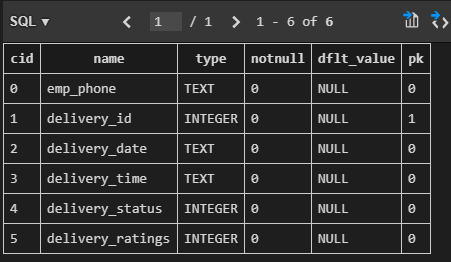 SQL ▼ < 1 / 1 > 1 - 6 of 6
cid name type notnull dflt_value pk
0 emp_phone TEXT 0 NULL 0
1 delivery_id INTEGER 0 NULL 1
2 delivery_date TEXT 0 NULL 0
3 delivery_time TEXT 0 NULL 0
4 delivery_status INTEGER 0 NULL 0
5 delivery_ratings INTEGER 0 NULL 0